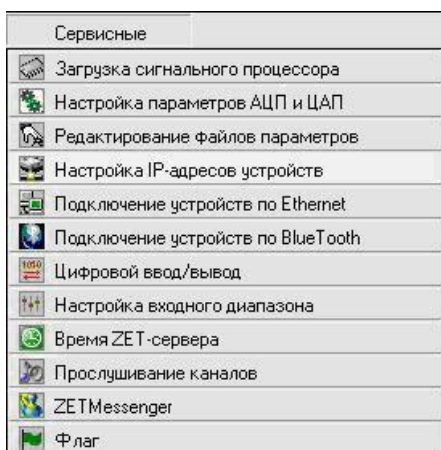 Сервисные
Загрузка сигнального процессора
Настройка параметров АЦП и ЦАП
Редактирование файлов параметров
Настройка IP-адресов устройств
Подключение устройств по Ethernet
Подключение устройств по BlueTooth
1010
Цифровой ввод/вывод
Настройка входного диапазона
Время ZET-сервера
Прослушивание каналов
ZETMessenger
Флаг